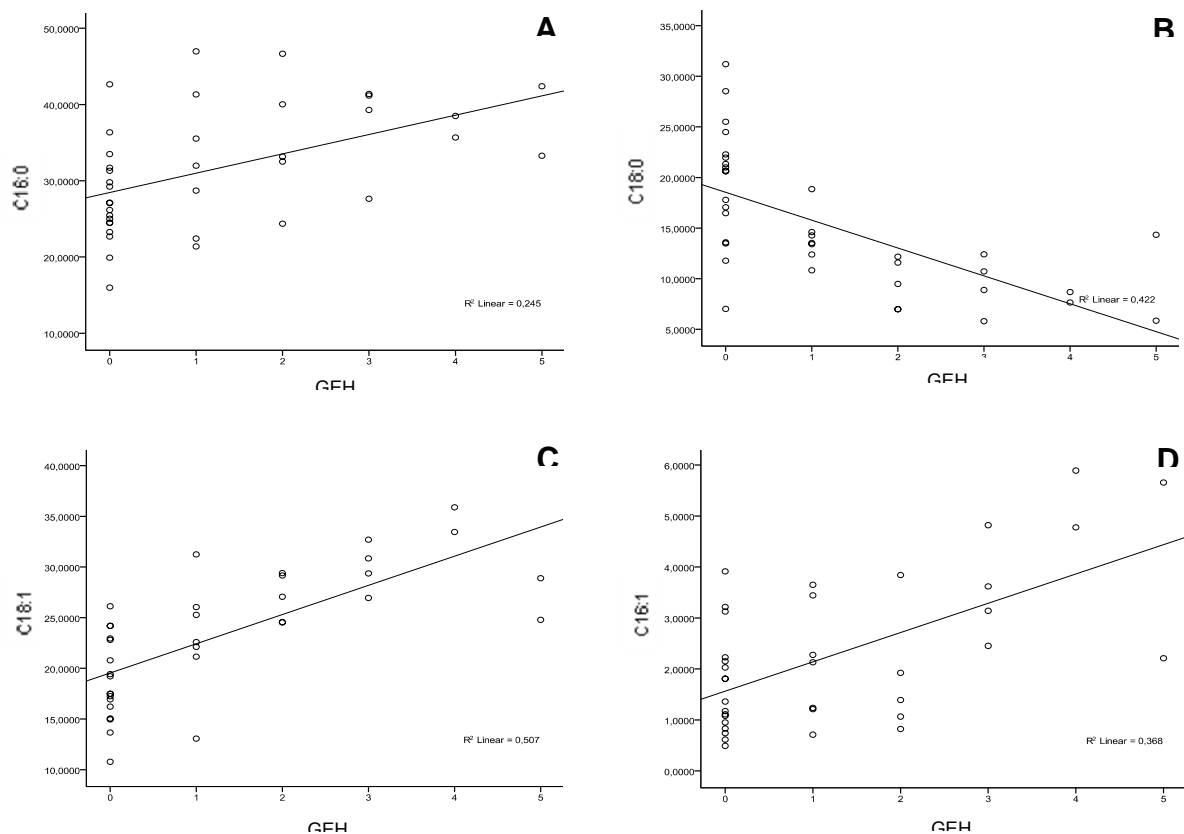 A
50,0000
40,0000
30,0000
20,0000
10,0000
C16:0
R² Linear = 0,245
0 1 2 3 4 5
GEH
B
35,0000
30,0000
25,0000
20,0000
15,0000
10,0000
5,0000
C18:0
R² Linear = 0,422
0 1 2 3 4 5
GEH
C
40,0000
35,0000
30,0000
25,0000
20,0000
15,0000
10,0000
C18:1
R² Linear = 0,507
0 1 2 3 4 5
GEH
D
6,0000
5,0000
4,0000
3,0000
2,0000
1,0000
0,0000
C16:1
R² Linear = 0,368
0 1 2 3 4 5
GEH